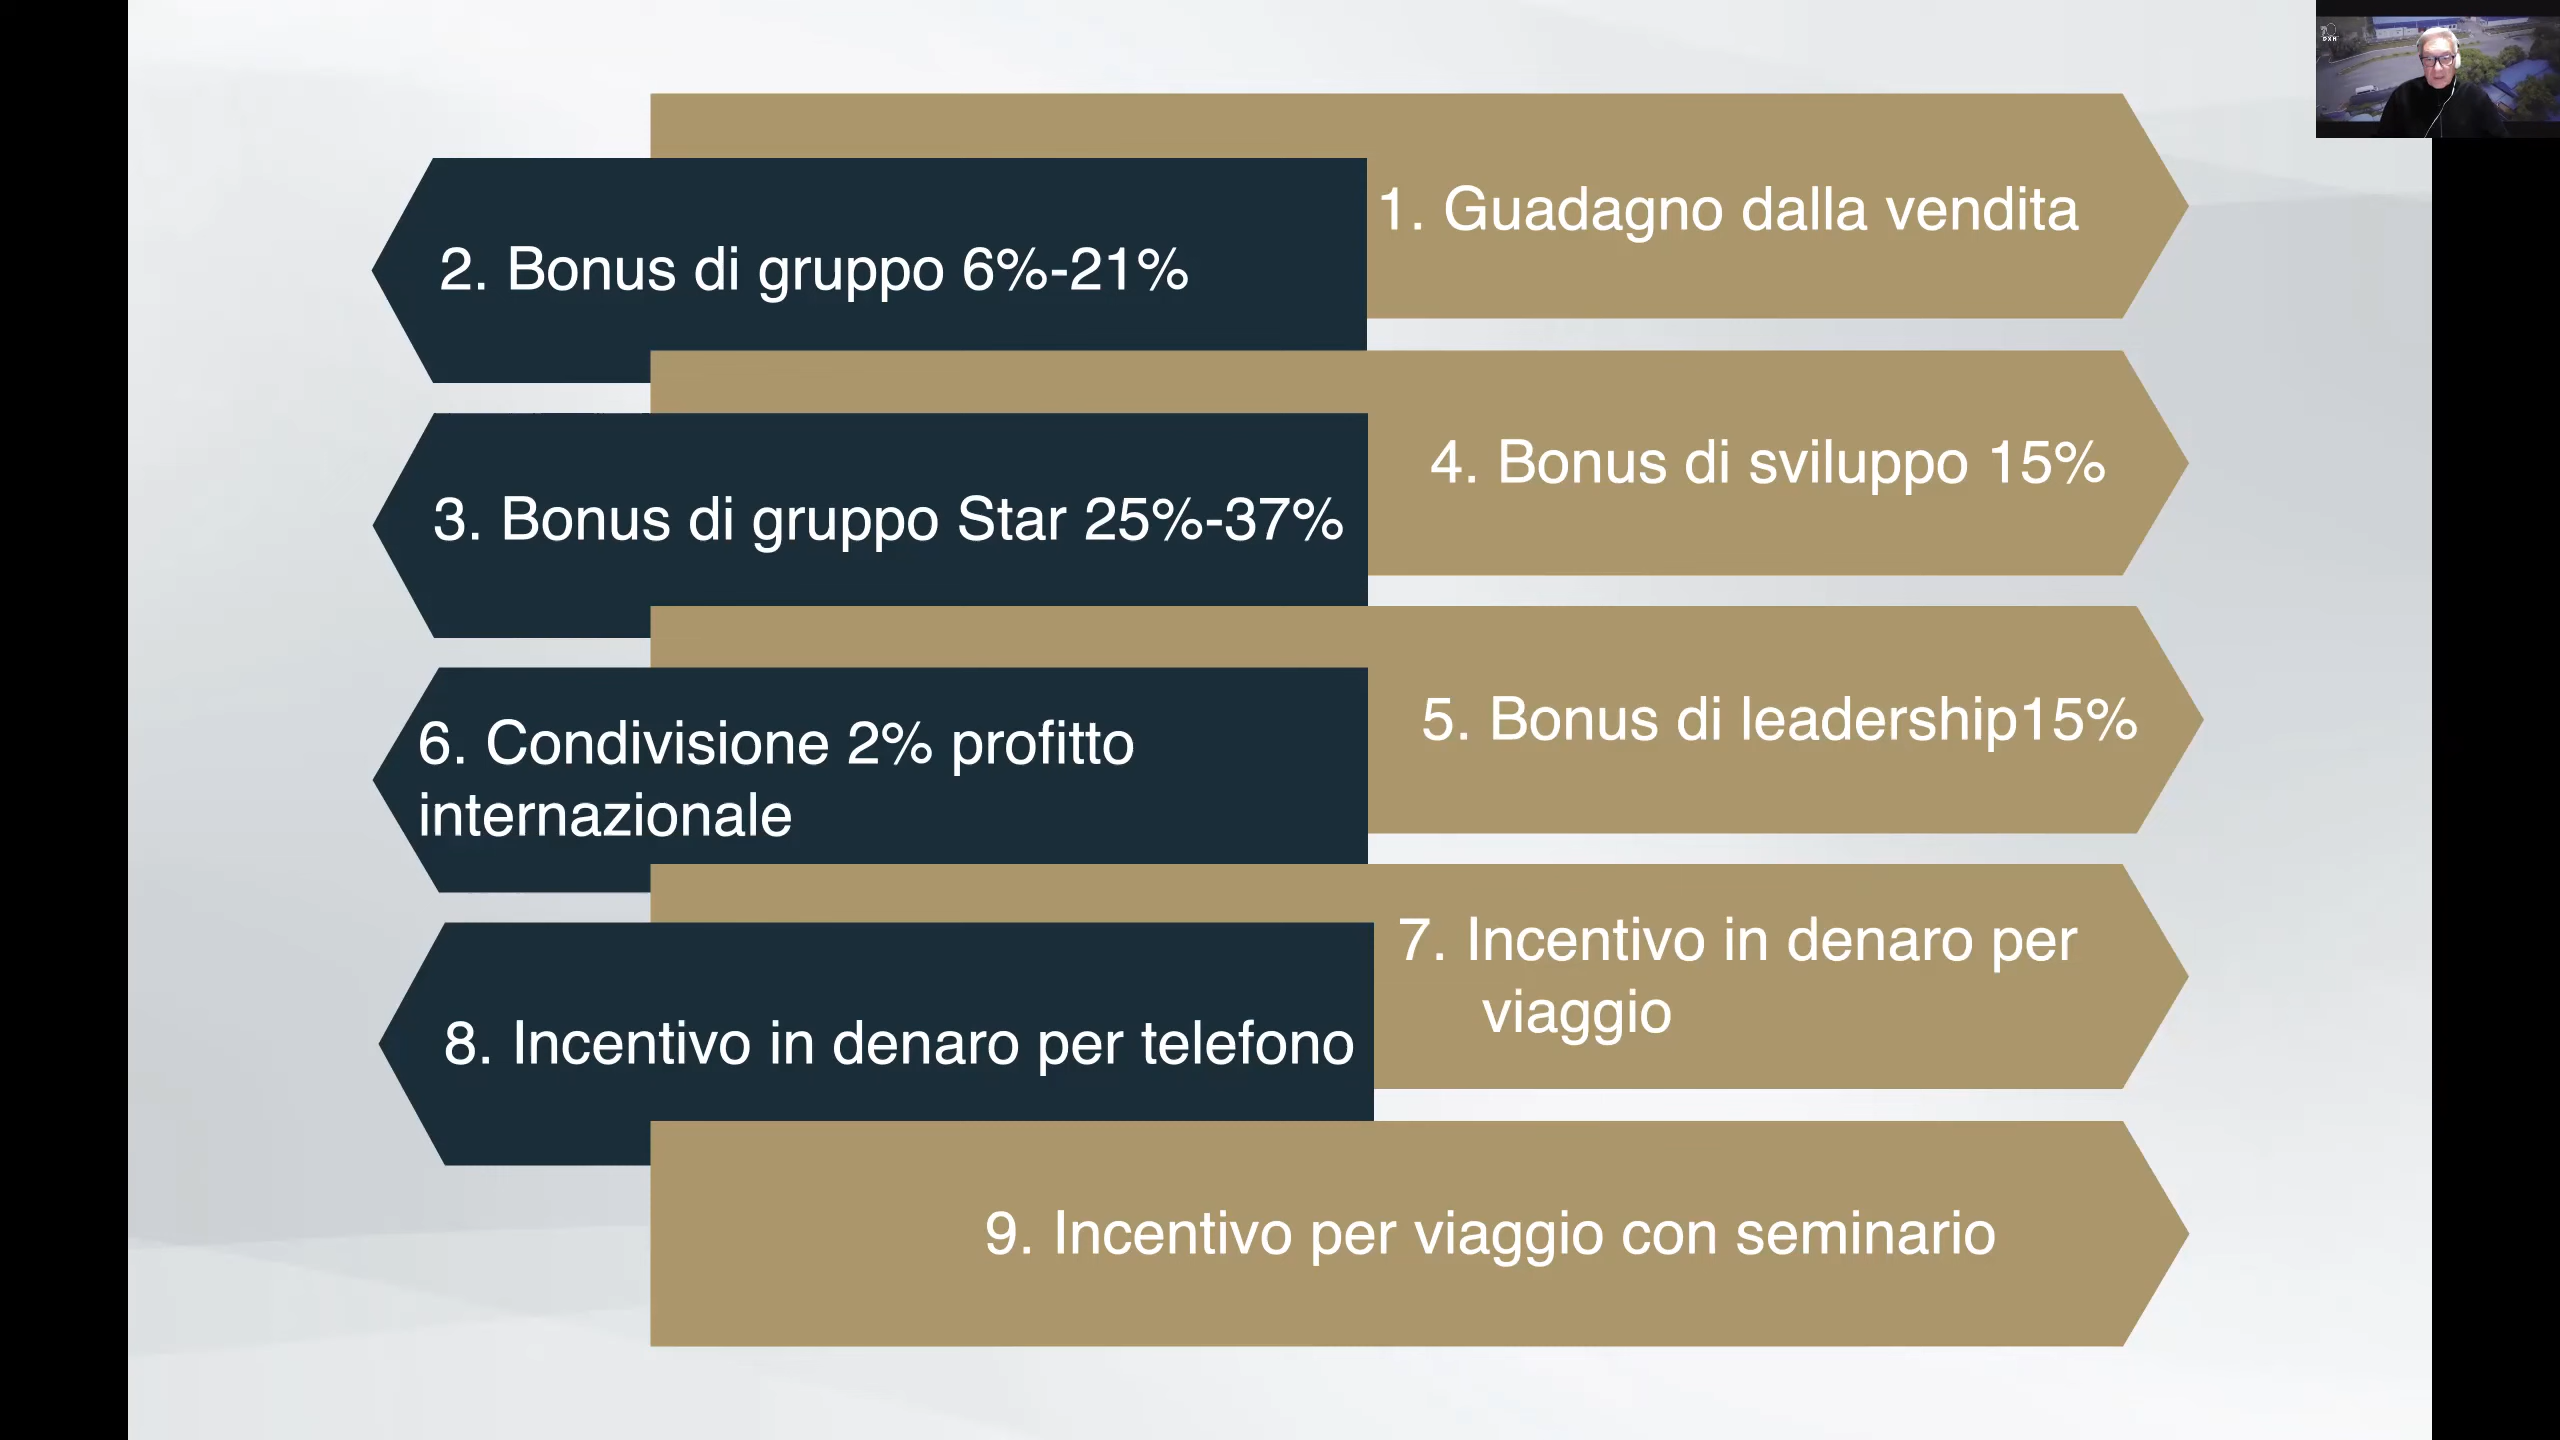 1. Guadagno dalla vendita
2. Bonus di gruppo 6%-21%
3. Bonus di gruppo Star 25%-37%
4. Bonus di sviluppo 15%
5. Bonus di leadership15%
6. Condivisione 2% profitto
internazionale
7. Incentivo in denaro per
viaggio
8. Incentivo in denaro per telefono
9. Incentivo per viaggio con seminario